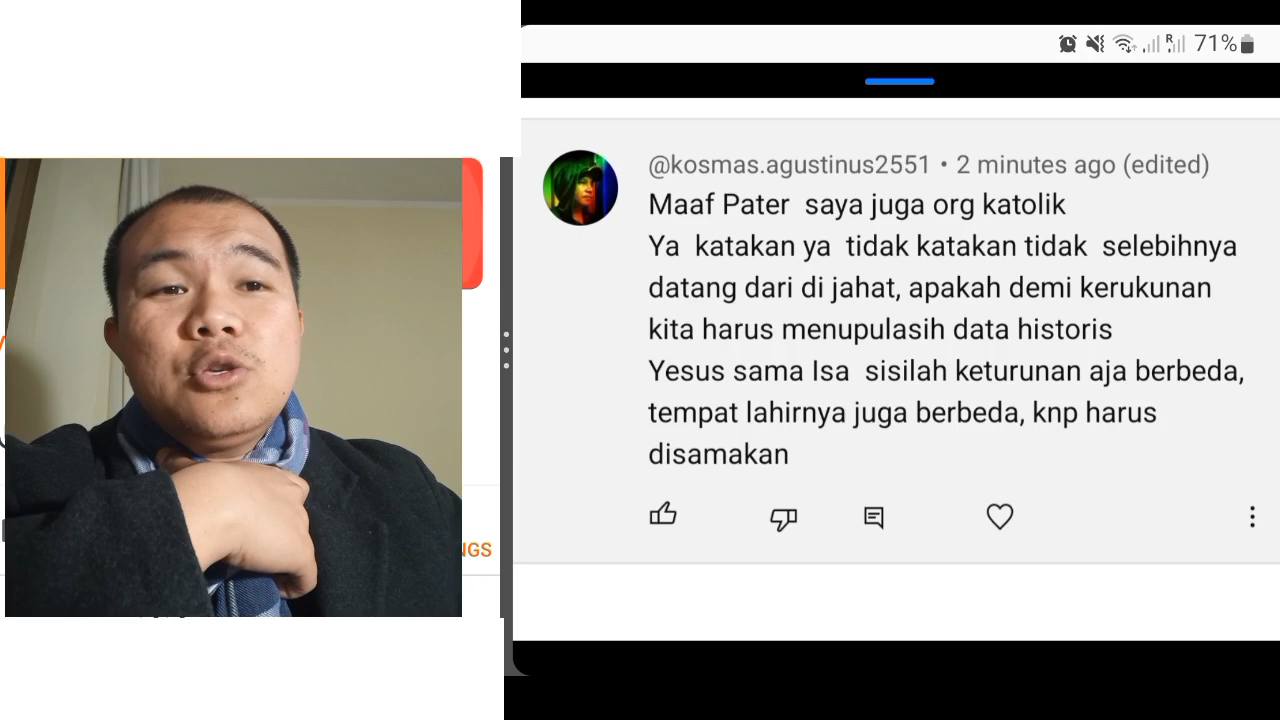 71%
@kosmas.agustinus2551 • 2 minutes ago (edited)
Maaf Pater saya juga org katolik
Ya katakan ya tidak katakan tidak selebihnya
datang dari di jahat, apakah demi kerukunan
kita harus menupulasih data historis
Yesus sama Isa sisilah keturunan aja berbeda,
tempat lahirnya juga berbeda, knp harus
disamakan